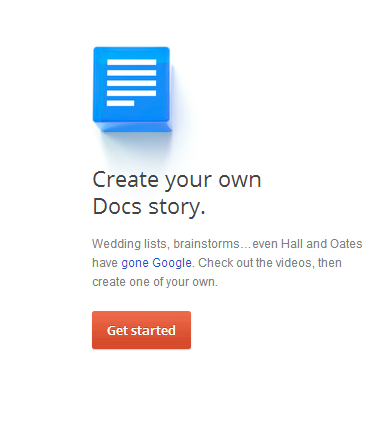 Create your own
Docs story.
Wedding lists, brainstorms...even Hall and Oates
have gone Google. Check out the videos, then
create one of your own.
Get started